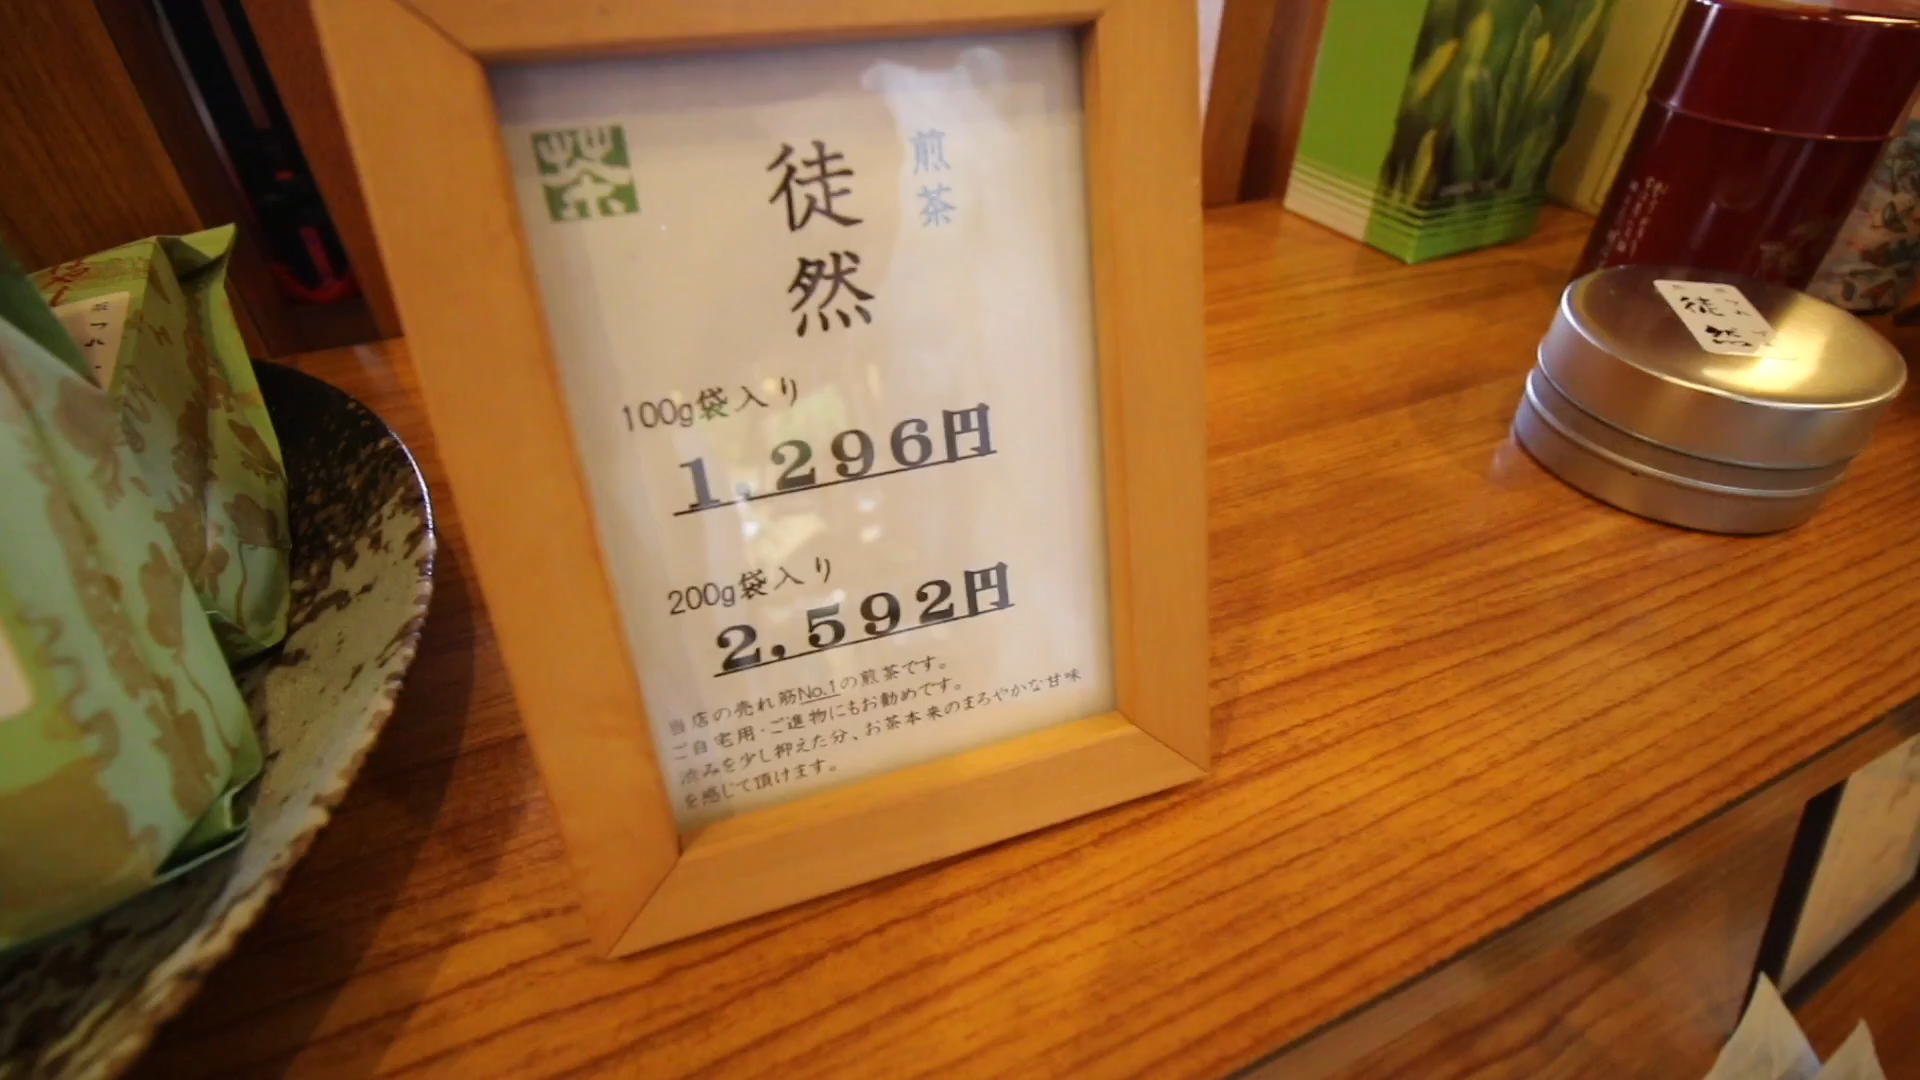 茶
煎茶
徒然
100g袋入り
1,296円
200g袋入り
2,592円
当店の売れ筋No.1の煎茶です。
ご自宅用・ご進物にもお勧めです。
渋みを少し抑えた分、お茶本来のまろやかな甘味
を感じて頂けます。
徒然